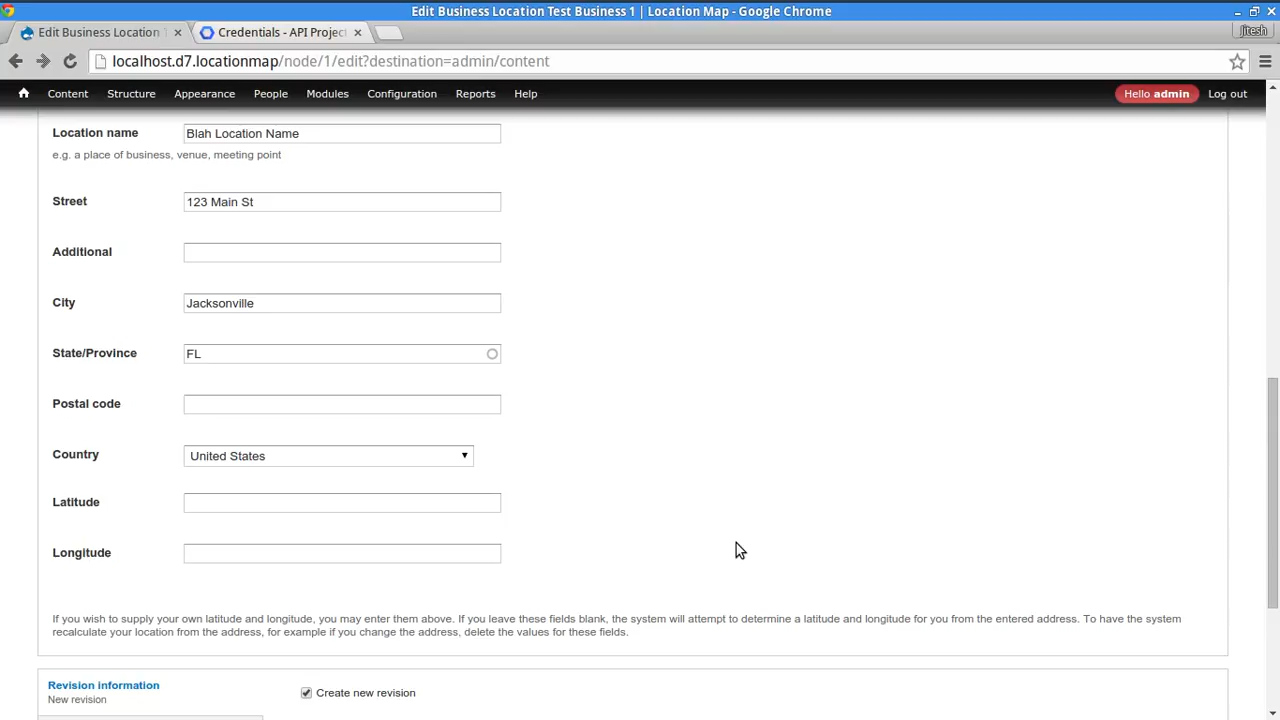 Edit Business Location Test Business 1 | Location Map - Google Chrome
Edit Business Location
Credentials - API Project
Jitesh
localhost.d7.locationmap/node/1/edit?destination=admin/content
Content Structure Appearance People Modules Configuration Reports Help Hello admin Log out
Location name Blah Location Name
e.g. a place of business, venue, meeting point
Street 123 Main St
Additional
City Jacksonville
State/Province FL
Postal code
Country United States
Latitude
Longitude
If you wish to supply your own latitude and longitude, you may enter them above. If you leave these fields blank, the system will attempt to determine a latitude and longitude for you from the entered address. To have the system
recalculate your location from the address, for example if you change the address, delete the values for these fields.
Revision information
New revision
Create new revision